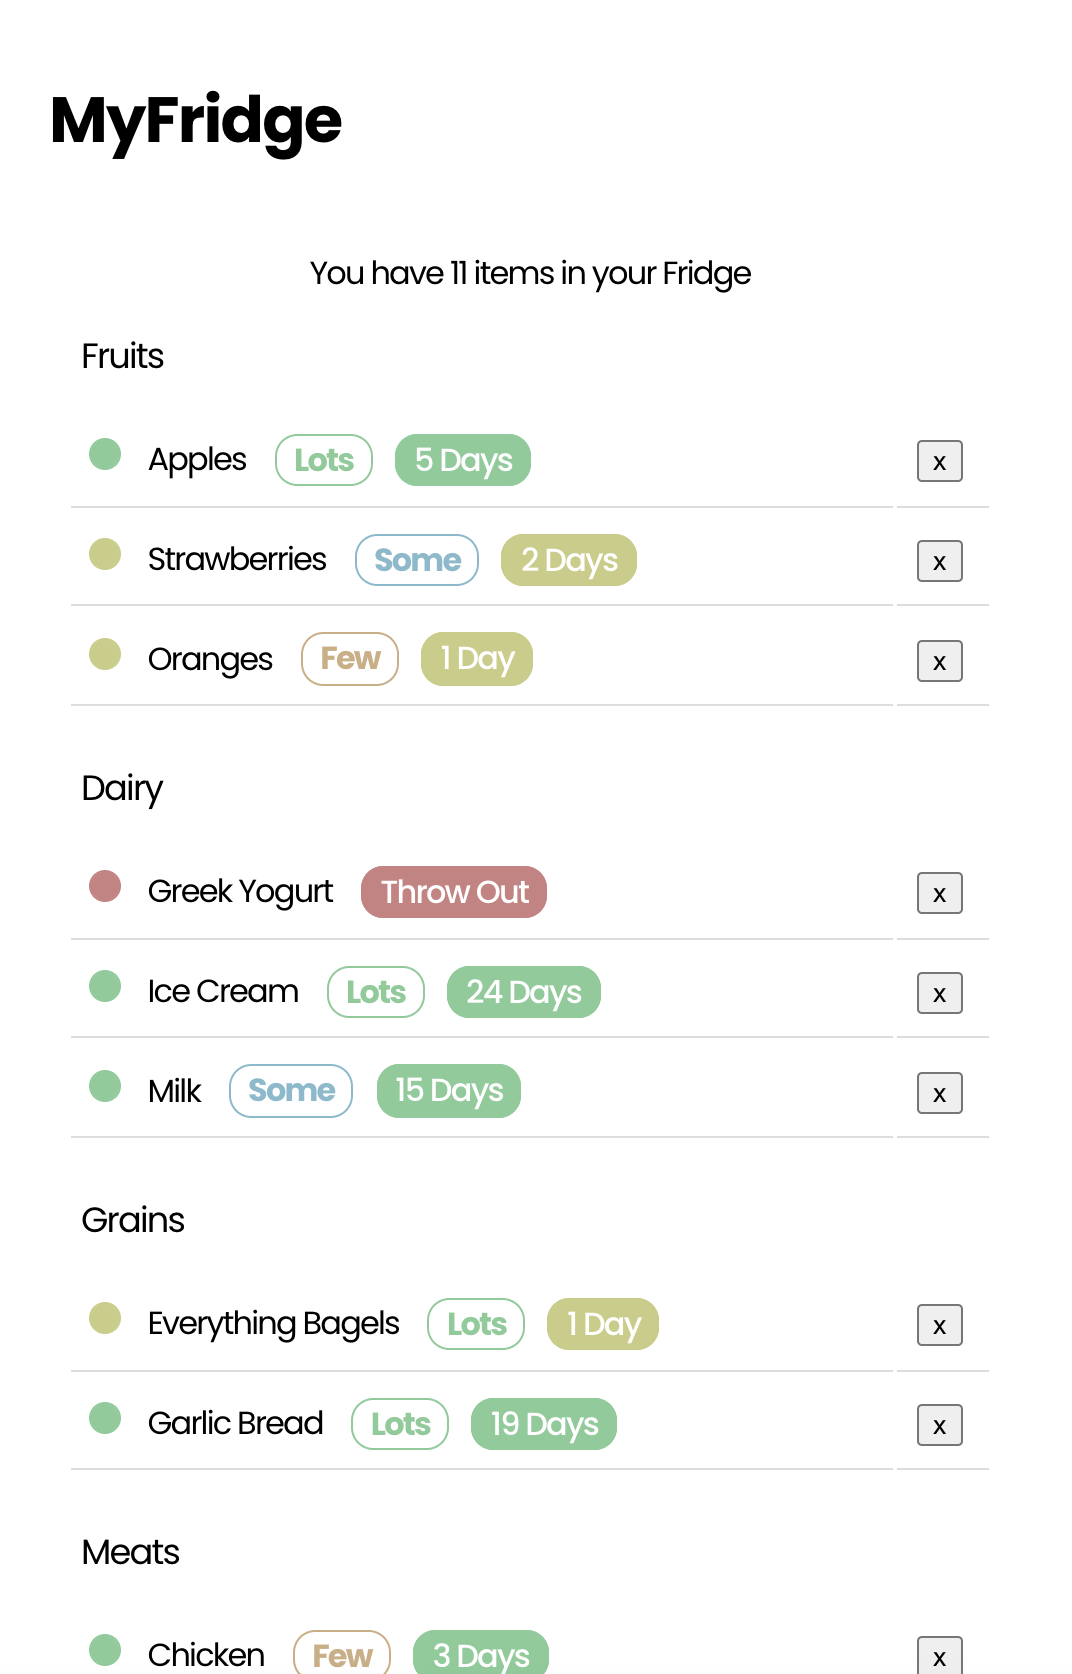 MyFridge
You have 11 items in your Fridge
Fruits
Apples Lots 5 Days x
Strawberries Some 2 Days x
Oranges Few 1 Day x
Dairy
Greek Yogurt Throw Out x
Ice Cream Lots 24 Days x
Milk Some 15 Days x
Grains
Everything Bagels Lots 1 Day x
Garlic Bread Lots 19 Days x
Meats
Chicken Few 3 Days x